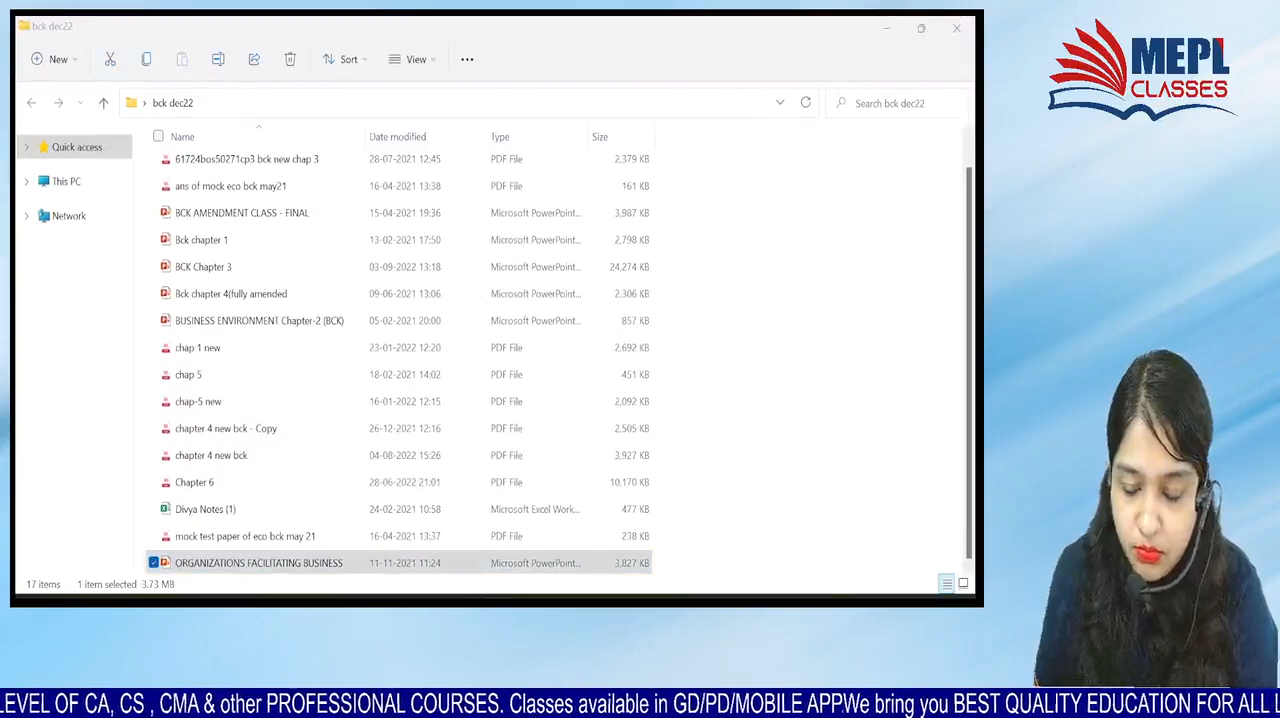 bck dec22
New
Sort
View
bck dec22
Search bck dec22
Name Date modified Type Size
Quick access
This PC
Network
61724bos50271cp3 bck new chap 3 28-07-2021 12:45 PDF File 2,379 KB
ans of mock eco bck may21 16-04-2021 13:38 PDF File 161 KB
BCK AMENDMENT CLASS - FINAL 15-04-2021 19:36 Microsoft PowerPoint... 3,987 KB
Bck chapter 1 13-02-2021 17:50 Microsoft PowerPoint... 2,798 KB
BCK Chapter 3 03-09-2022 13:18 Microsoft PowerPoint... 24,274 KB
Bck chapter 4(fully amended 09-06-2021 13:06 Microsoft PowerPoint... 2,306 KB
BUSINESS ENVIRONMENT Chapter-2 (BCK) 05-02-2021 20:00 Microsoft PowerPoint... 857 KB
chap 1 new 23-01-2022 12:20 PDF File 2,692 KB
chap 5 18-02-2021 14:02 PDF File 451 KB
chap-5 new 16-01-2022 12:15 PDF File 2,092 KB
chapter 4 new bck - Copy 26-12-2021 12:16 PDF File 2,505 KB
chapter 4 new bck 04-08-2022 15:26 PDF File 3,927 KB
Chapter 6 28-06-2022 21:01 PDF File 10,170 KB
Divya Notes (1) 24-02-2021 10:58 Microsoft Excel Work... 477 KB
mock test paper of eco bck may 21 16-04-2021 13:37 PDF File 238 KB
ORGANIZATIONS FACILITATING BUSINESS 11-11-2021 11:24 Microsoft PowerPoint... 3,827 KB
17 items 1 item selected 3.73 MB
MEPL
CLASSES
LEVEL OF CA, CS , CMA & other PROFESSIONAL COURSES. Classes available in GD/PD/MOBILE APP.We bring you BEST QUALITY EDUCATION FOR ALL L